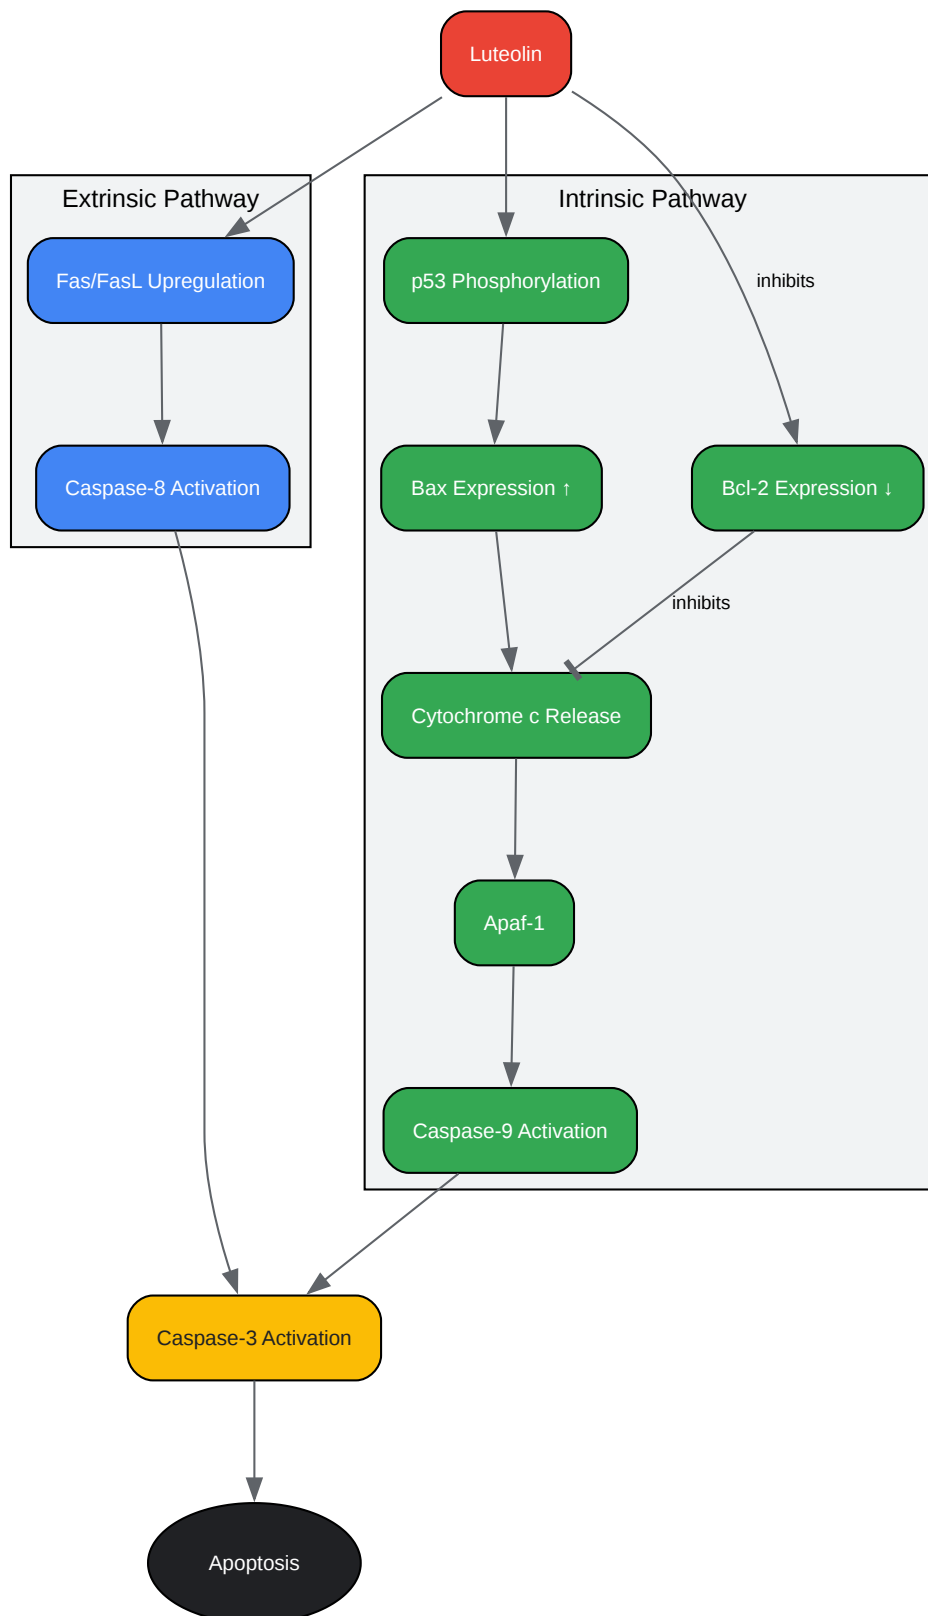 Luteolin
Extrinsic Pathway
Intrinsic Pathway
Fas/FasL Upregulation
p53 Phosphorylation
inhibits
Caspase-8 Activation
Bax Expression ↑
Bcl-2 Expression ↓
inhibits
Cytochrome c Release
Apaf-1
Caspase-9 Activation
Caspase-3 Activation
Apoptosis